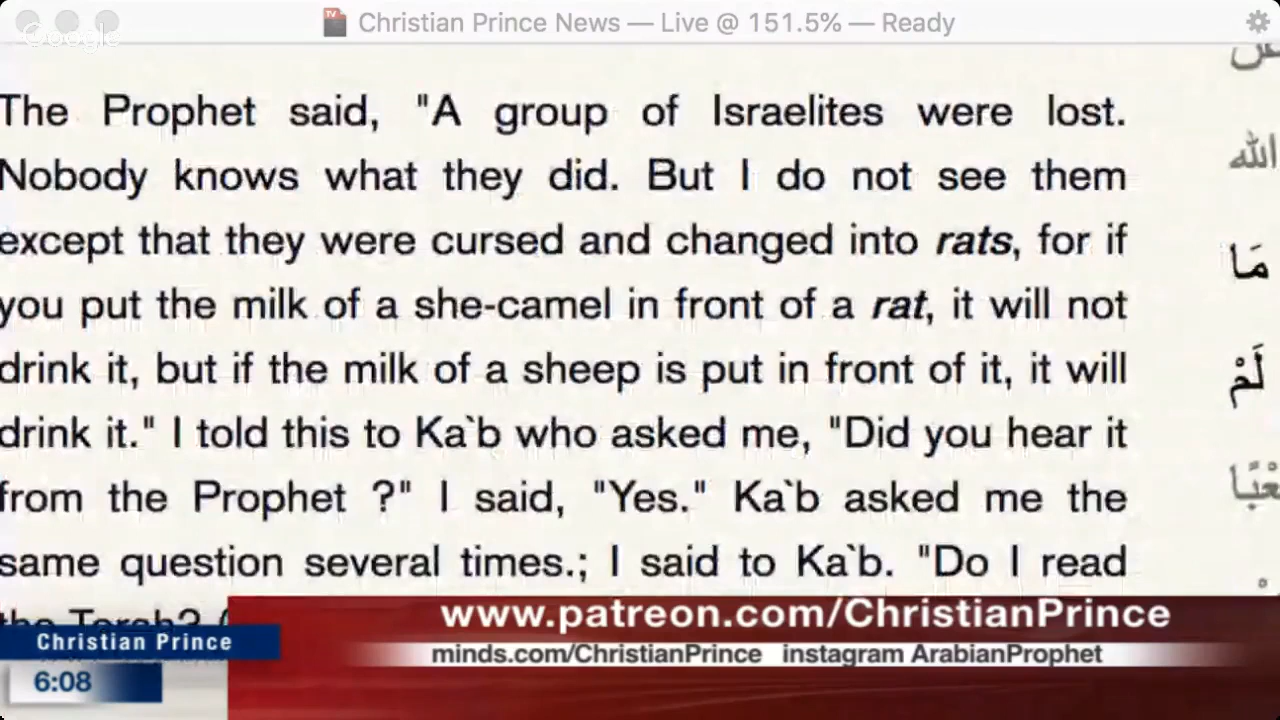 Christian Prince News — Live @ 151.5% — Ready
Google
The Prophet said, "A group of Israelites were lost.
Nobody knows what they did. But I do not see them
except that they were cursed and changed into rats, for if
you put the milk of a she-camel in front of a rat, it will not
drink it, but if the milk of a sheep is put in front of it, it will
drink it." I told this to Ka`b who asked me, "Did you hear it
from the Prophet ?" I said, "Yes." Ka`b asked me the
same question several times.; I said to Ka`b. "Do I read
the Torah? (
الله
مَا
لَمْ
www.patreon.com/ChristianPrince
Christian Prince
minds.com/ChristianPrince instagram ArabianProphet
6:08